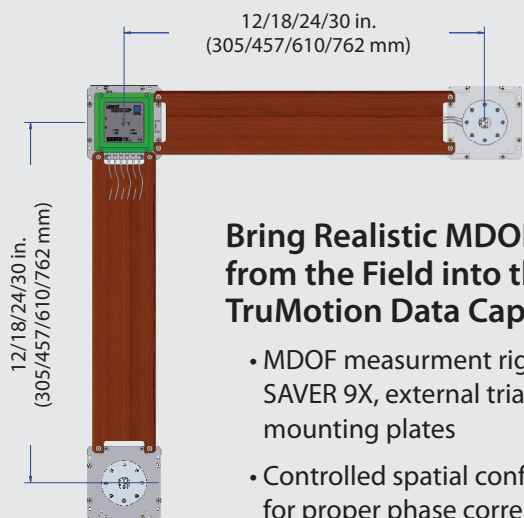 12/18/24/30 in.
(305/457/610/762 mm)
12/18/24/30 in.
(305/457/610/762 mm)
Bring Realistic MDO
from the Field into t
TruMotion Data Cap
• MDOF measurment rig
SAVER 9X, external tria
mounting plates
• Controlled spatial conf
for proper phase corre